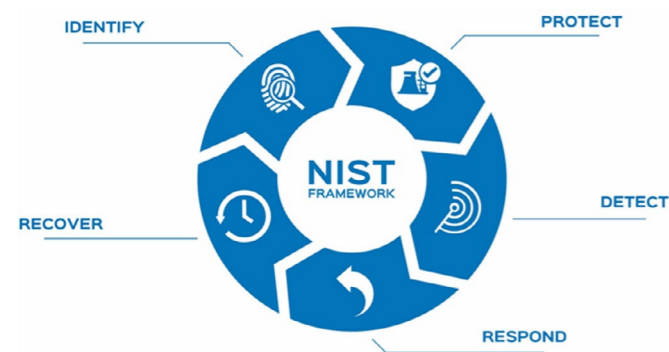 IDENTIFY
PROTECT
NIST
FRAMEWORK
DETECT
RECOVER
RESPOND